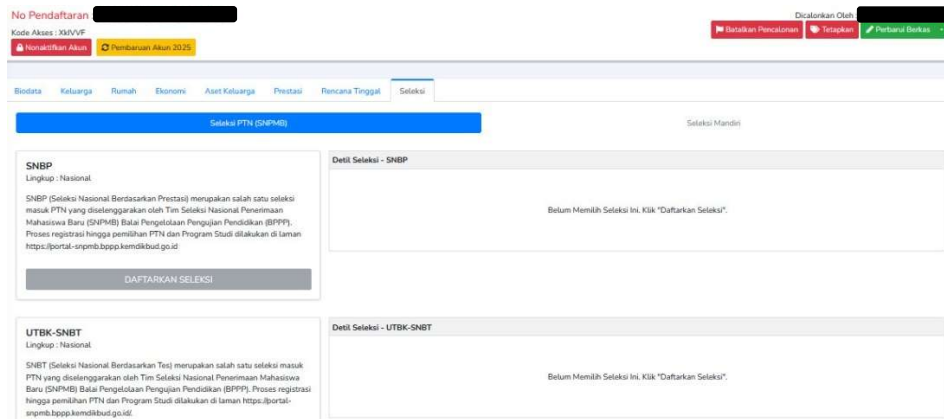 No Pendaftaran
Dicalonkan Oleh
Kode Akses : XklVVF
Batalkan Pencalonan Tetapkan Perbarui Berkas
Nonaktifkan Akun Pembaruan Akun 2025
Biodata Keluarga Rumah Ekonomi Aset Keluarga Prestasi Rencana Tinggal Seleksi
Seleksi PTN (SNPMB) Seleksi Mandiri
SNBP
Lingkup : Nasional
SNBP (Seleksi Nasional Berdasarkan Prestasi) merupakan salah satu seleksi
masuk PTN yang diselenggarakan oleh Tim Seleksi Nasional Penerimaan
Mahasiswa Baru (SNPMB) Balai Pengelolaan Pengujian Pendidikan (BPPP).
Proses registrasi hingga pemilihan PTN dan Program Studi dilakukan di laman
https://portal-snpmb.bppp.kemdikbud.go.id
DAFTARKAN SELEKSI
Detil Seleksi - SNBP
Belum Memilih Seleksi Ini. Klik "Daftarkan Seleksi".
UTBK-SNBT
Lingkup : Nasional
SNBT (Seleksi Nasional Berdasarkan Tes) merupakan salah satu seleksi masuk
PTN yang diselenggarakan oleh Tim Seleksi Nasional Penerimaan Mahasiswa
Baru (SNPMB) Balai Pengelolaan Pengujian Pendidikan (BPPP). Proses registrasi
hingga pemilihan PTN dan Program Studi dilakukan di laman https://portal-
snpmb.bppp.kemdikbud.go.id/.
Detil Seleksi - UTBK-SNBT
Belum Memilih Seleksi Ini. Klik "Daftarkan Seleksi".